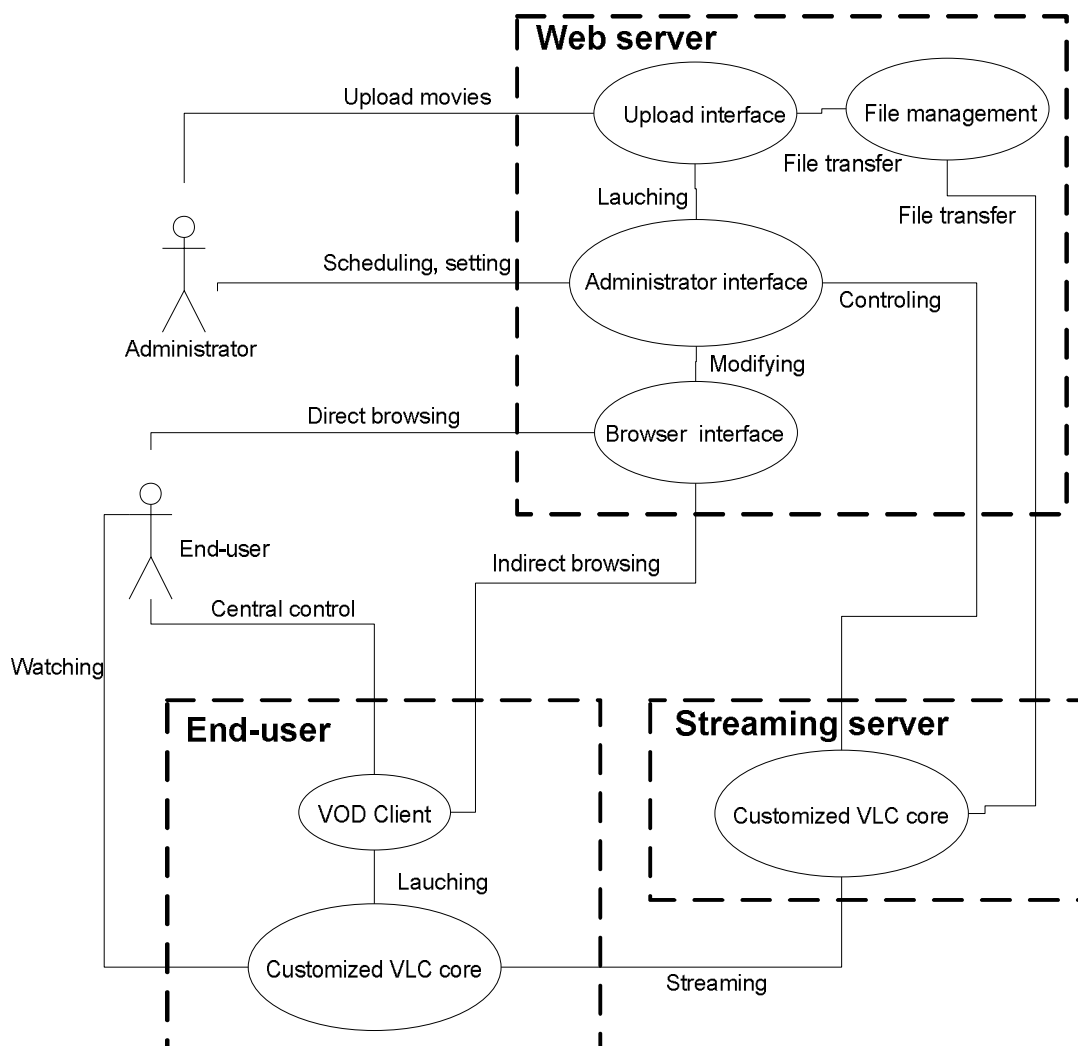 Web server
Upload movies
Upload interface
File management
File transfer
Lauching
File transfer
Scheduling, setting
Administrator interface
Controling
Administrator
Modifying
Direct browsing
Browser interface
End-user
Indirect browsing
Central control
Watching
End-user
Streaming server
VOD Client
Customized VLC core
Lauching
Customized VLC core
Streaming